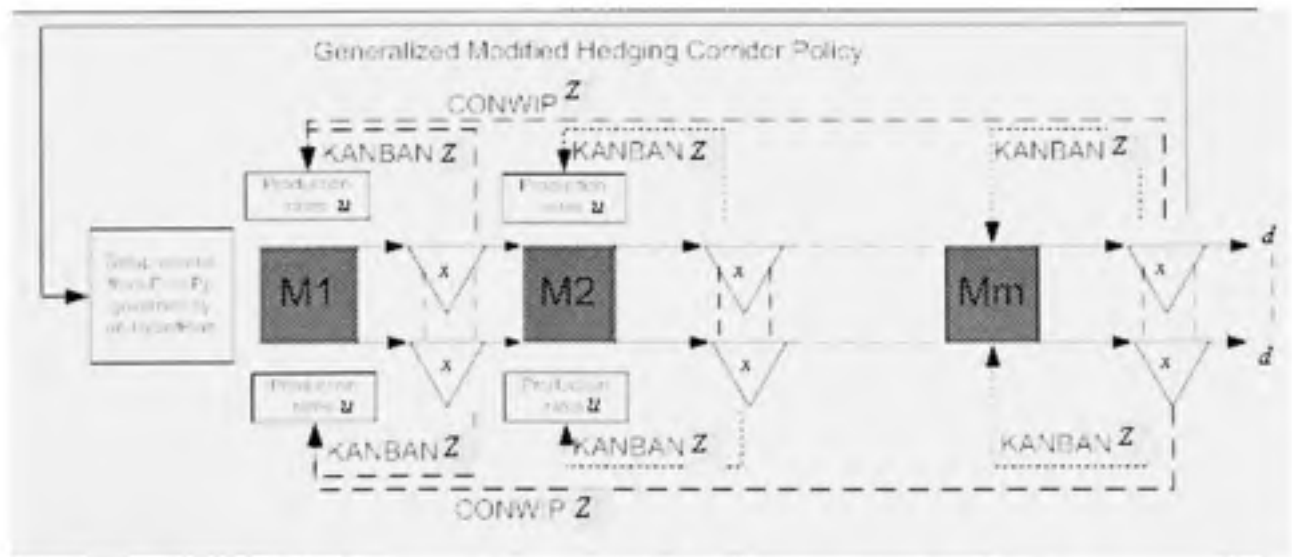 Generalized Modified Hedging Corridor Policy
CONWIP Z
KANBAN Z
KANBAN Z
KANBAN Z
Production
rates u
Production
rates u
d
x
x
x
Setup
M1
M2
Mm
x
x
x
d
Production
rates u
Production
rates u
KANBAN Z
KANBAN Z
KANBAN Z
CONWIP Z